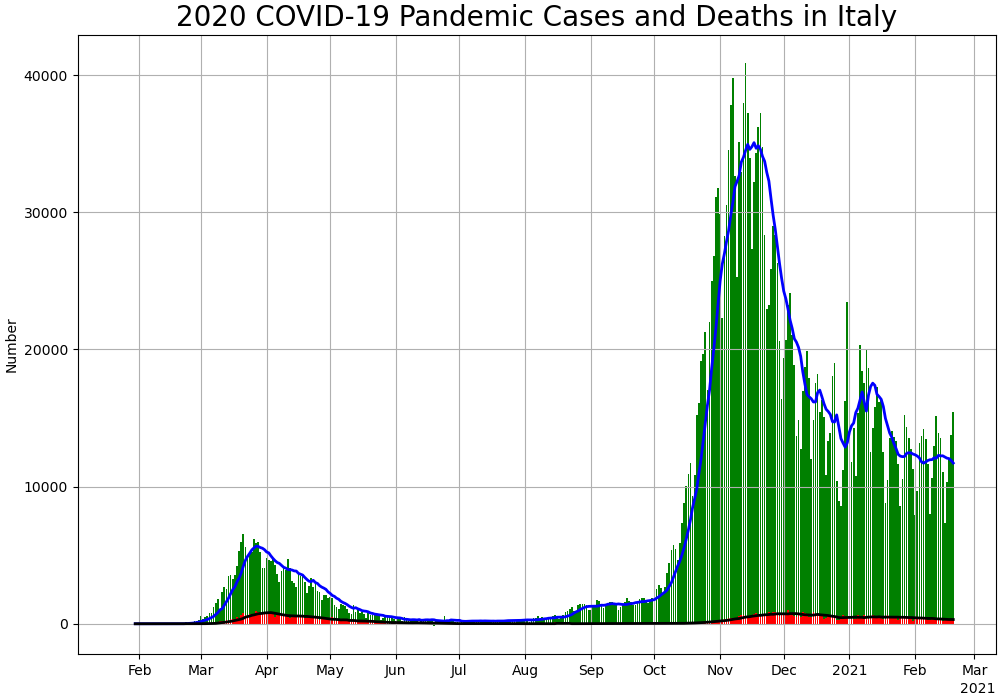 2020 COVID-19 Pandemic Cases and Deaths in Italy
Number
40000
30000
20000
10000
0
Feb Mar Apr May Jun Jul Aug Sep Oct Nov Dec 2021 Feb Mar
2021